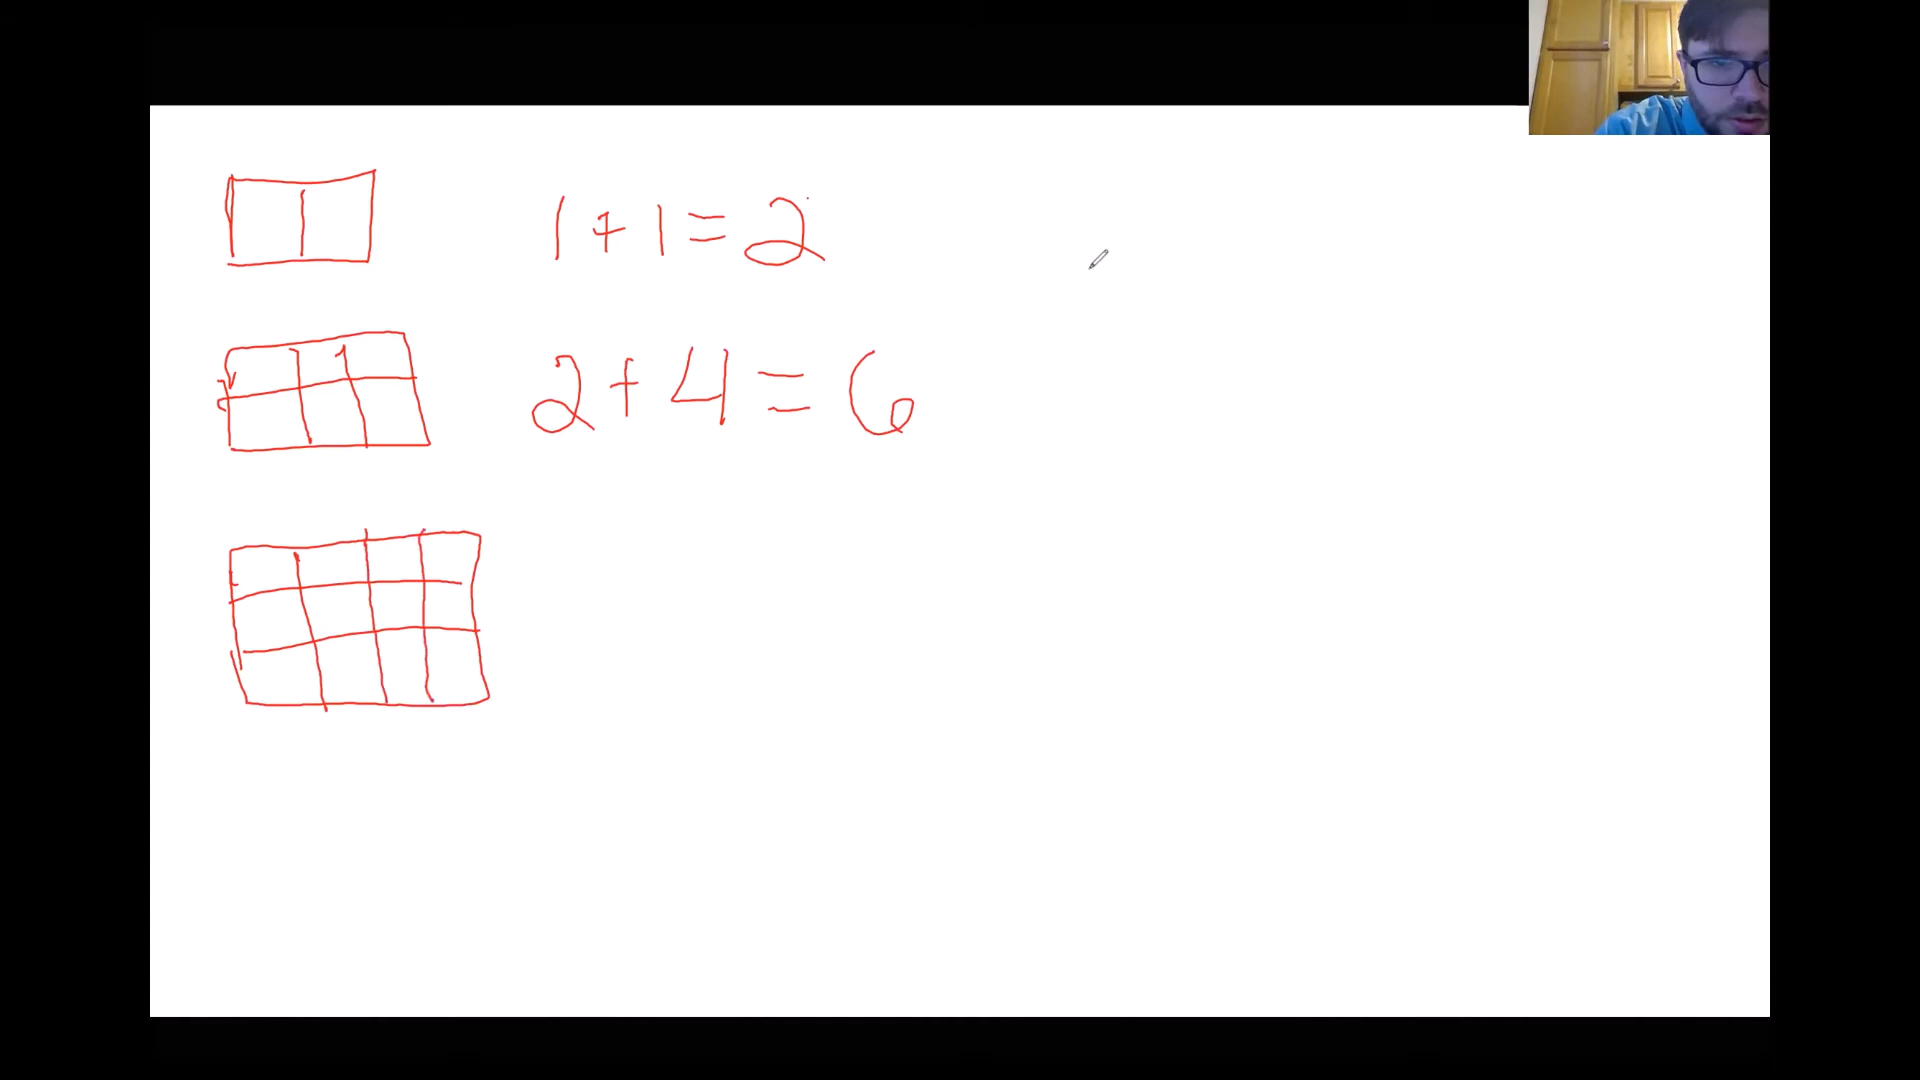 1 + 1 = 2
2 + 4 = 6